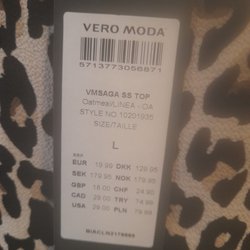 VERO MODA
5713773056871
VMSAGA SS TOP
Oatmeal/LINEA - OA
STYLE NO.10201935
SIZE/TAILLE
L
RRP
EUR 19.99 DKK 129.95
SEK 179.95 NOK 179.95
GBP 18.00 CHF 24.90
CAD 29.00 TRY 74.99
USA 29.00 PLN 79.99